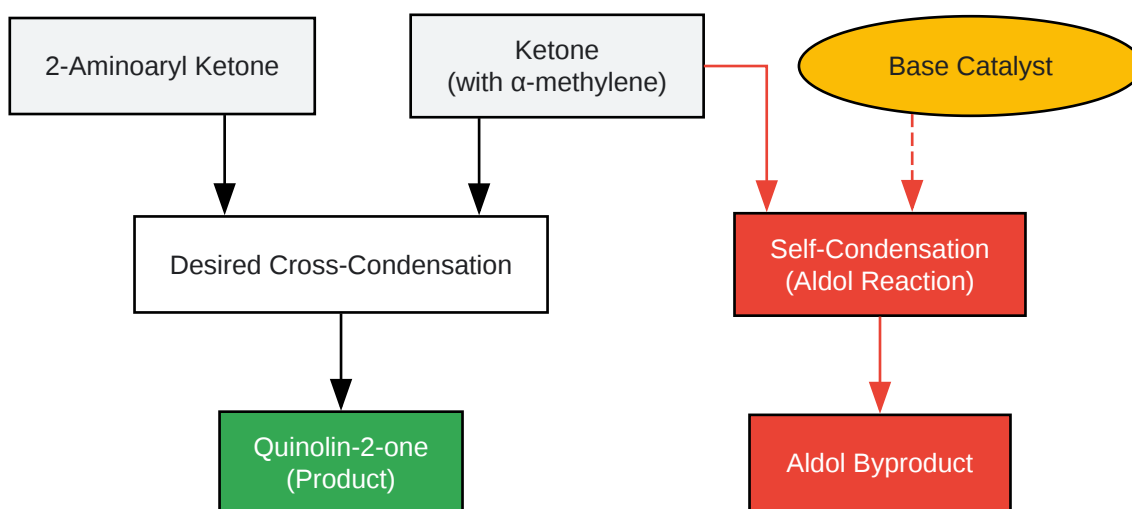 2-Aminoaryl Ketone
Ketone
(with α-methylene)
Base Catalyst
Desired Cross-Condensation
Self-Condensation
(Aldol Reaction)
Quinolin-2-one
(Product)
Aldol Byproduct